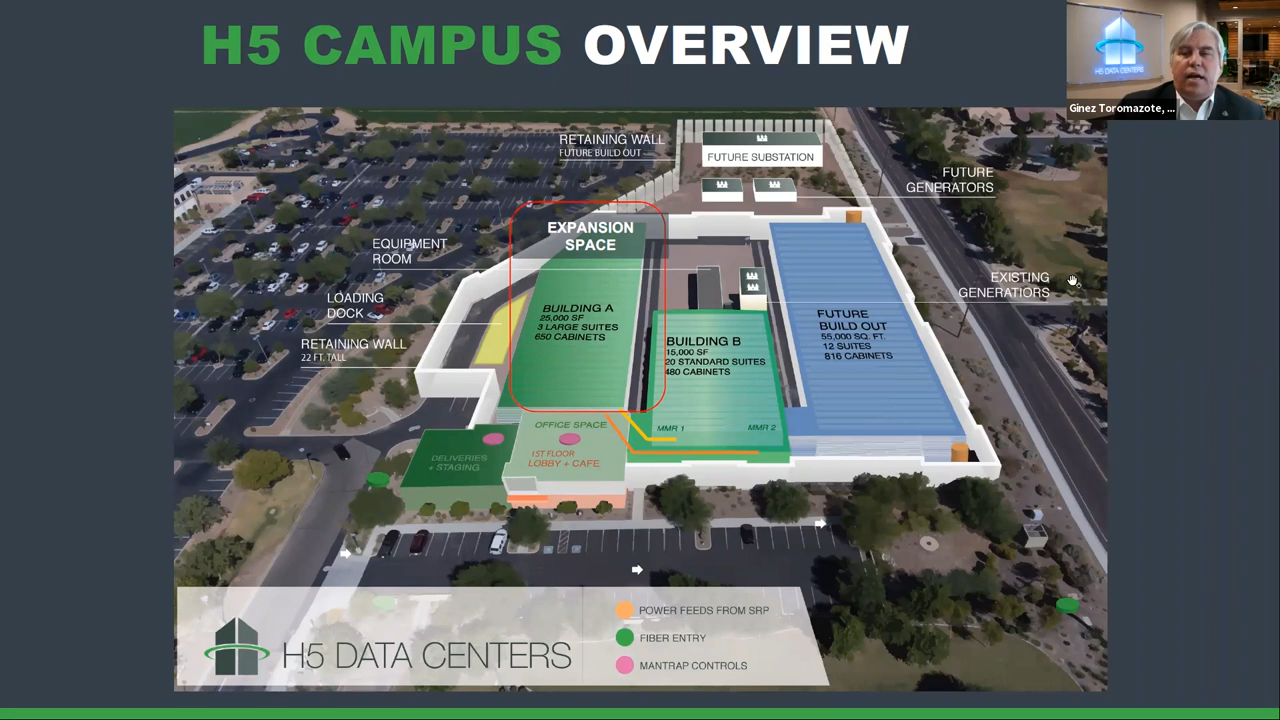 H5 CAMPUS OVERVIEW
H5 DATA CENTERS
Ginez Toromazote, ...
RETAINING WALL
FUTURE BUILD OUT
FUTURE SUBSTATION
FUTURE
GENERATORS
EXPANSION
SPACE
EQUIPMENT
ROOM
EXISTING
GENERATIORS
LOADING
DOCK
BUILDING A
25,000 SF
3 LARGE SUITES
650 CABINETS
FUTURE
BUILD OUT
55,000 SQ. FT.
12 SUITES
816 CABINETS
RETAINING WALL
22 FT. TALL
BUILDING B
15,000 SF
20 STANDARD SUITES
480 CABINETS
OFFICE SPACE
MMR 1
MMR 2
DELIVERIES
+ STAGING
1ST FLOOR
LOBBY + CAFE
H5 DATA CENTERS
POWER FEEDS FROM SRP
FIBER ENTRY
MANTRAP CONTROLS